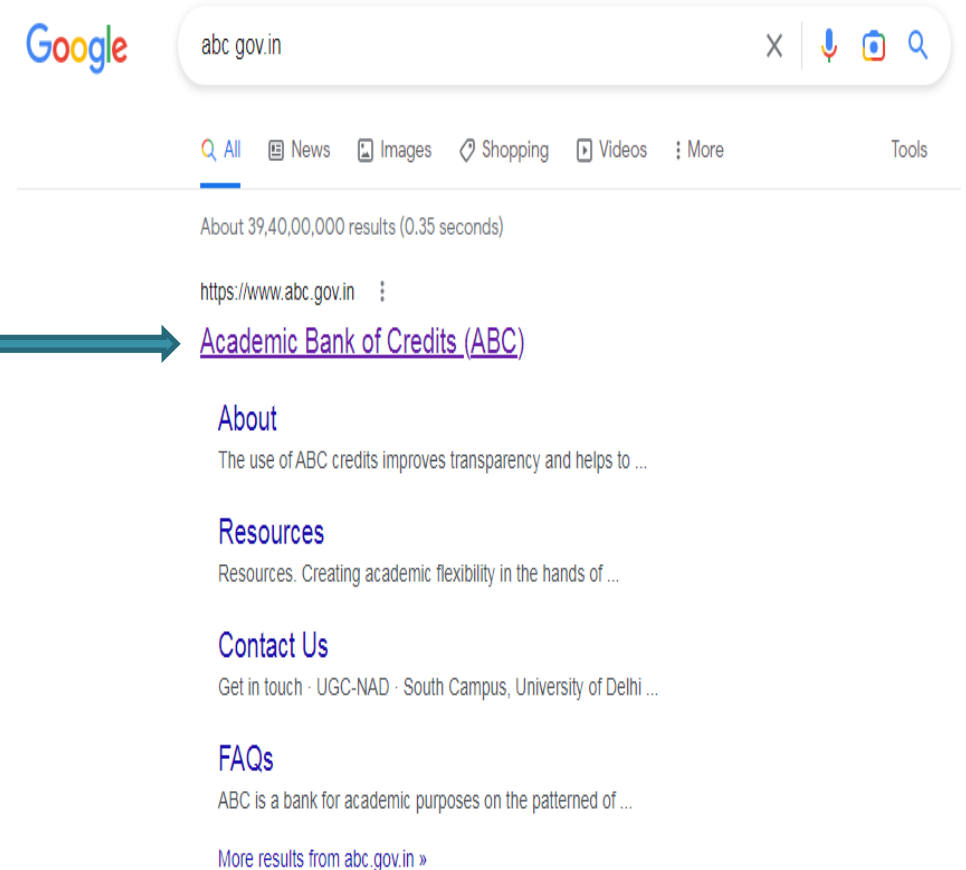 Google
abc gov.in
All News Images Shopping Videos More Tools
About 39,40,00,000 results (0.35 seconds)
https://www.abc.gov.in
Academic Bank of Credits (ABC)
About
The use of ABC credits improves transparency and helps to ...
Resources
Resources. Creating academic flexibility in the hands of ...
Contact Us
Get in touch · UGC-NAD · South Campus, University of Delhi ...
FAQs
ABC is a bank for academic purposes on the patterned of ...
More results from abc.gov.in »